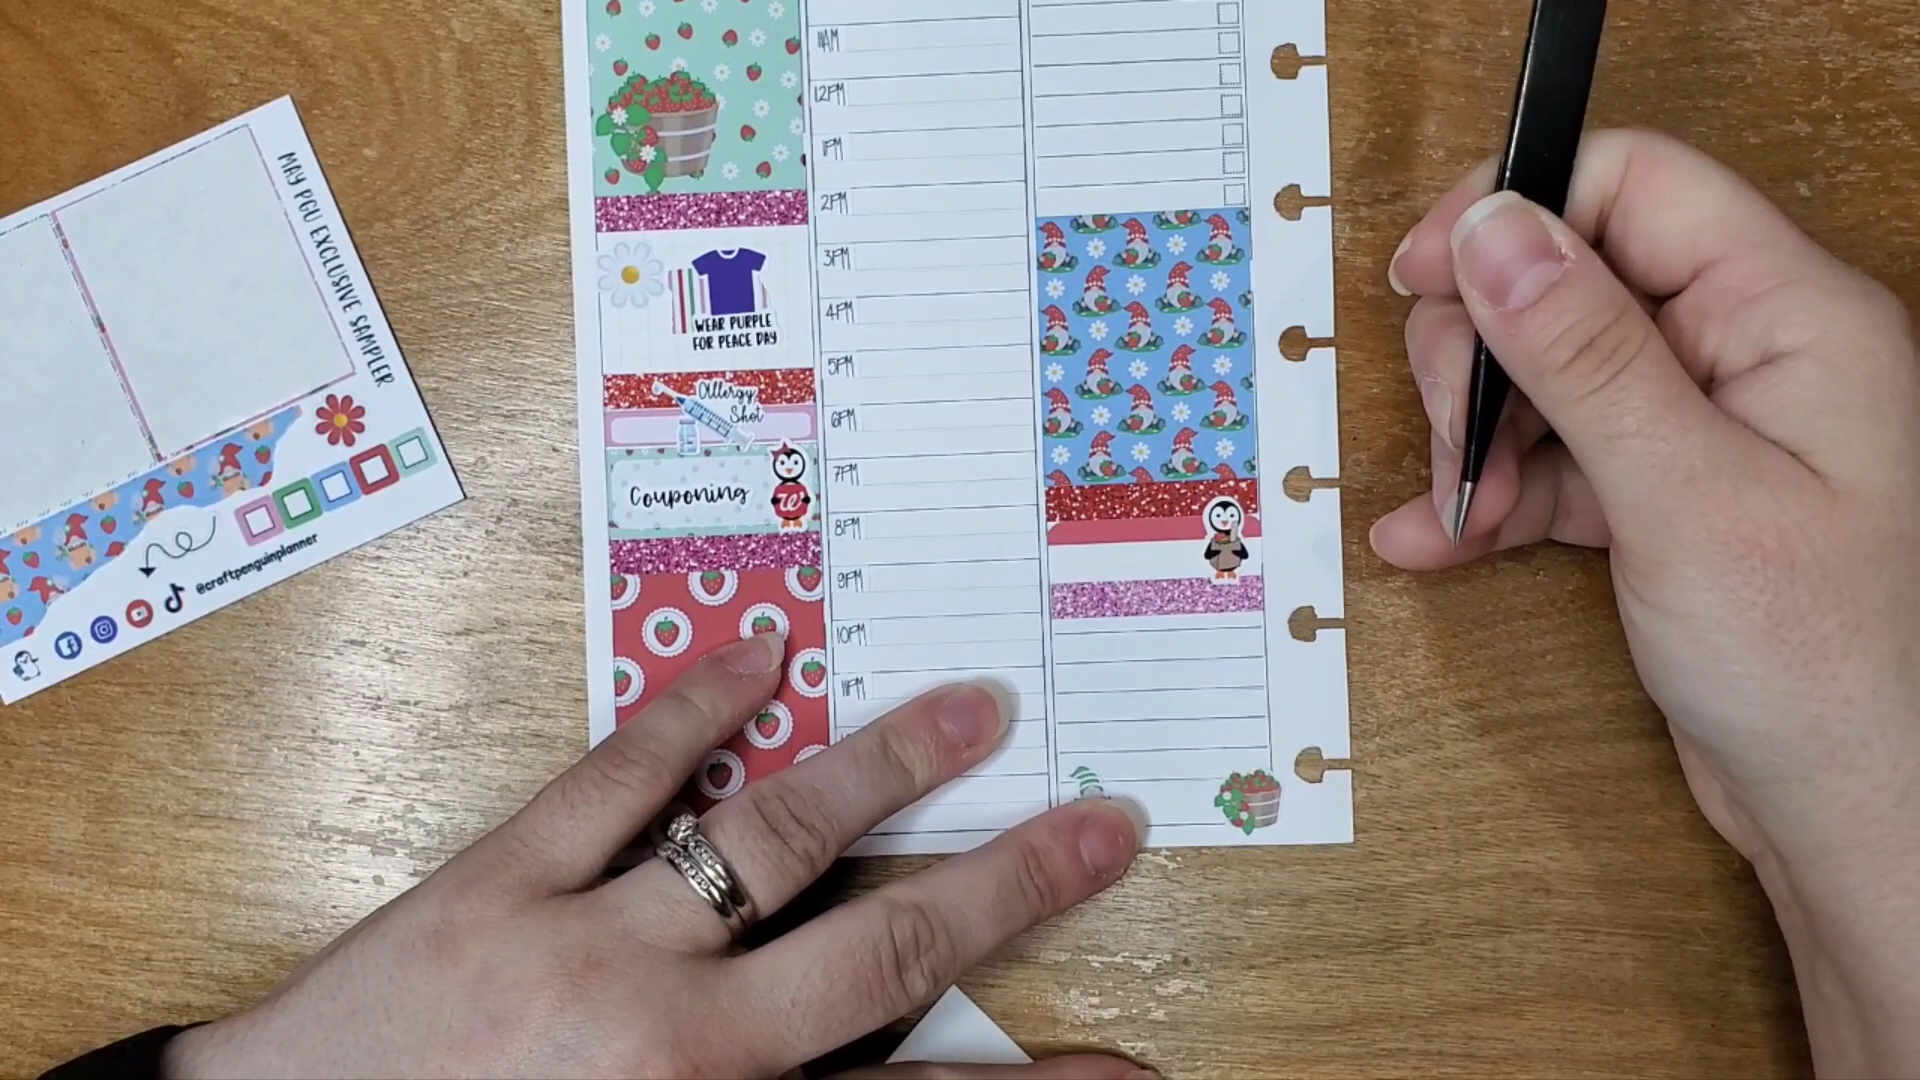 MAY PGU EXCLUSIVE SAMPLER
@craftpenguinplanner
WEAR PURPLE
FOR PEACE DAY
Allergy
Shot
Couponing
W
11AM
12PM
1PM
2PM
3PM
4PM
5PM
6PM
7PM
8PM
9PM
10PM
11PM